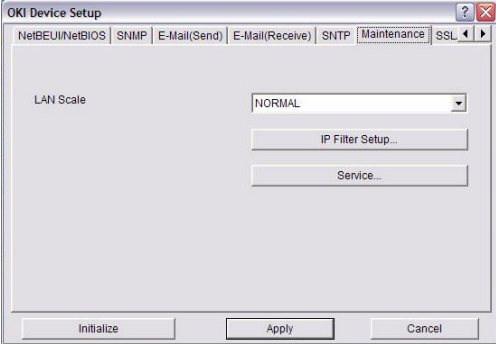 OKI Device Setup
NetBEUI/NetBIOS SNMP E-Mail(Send) E-Mail(Receive) SNTP Maintenance SSL
LAN Scale NORMAL
IP Filter Setup...
Service...
Initialize Apply Cancel